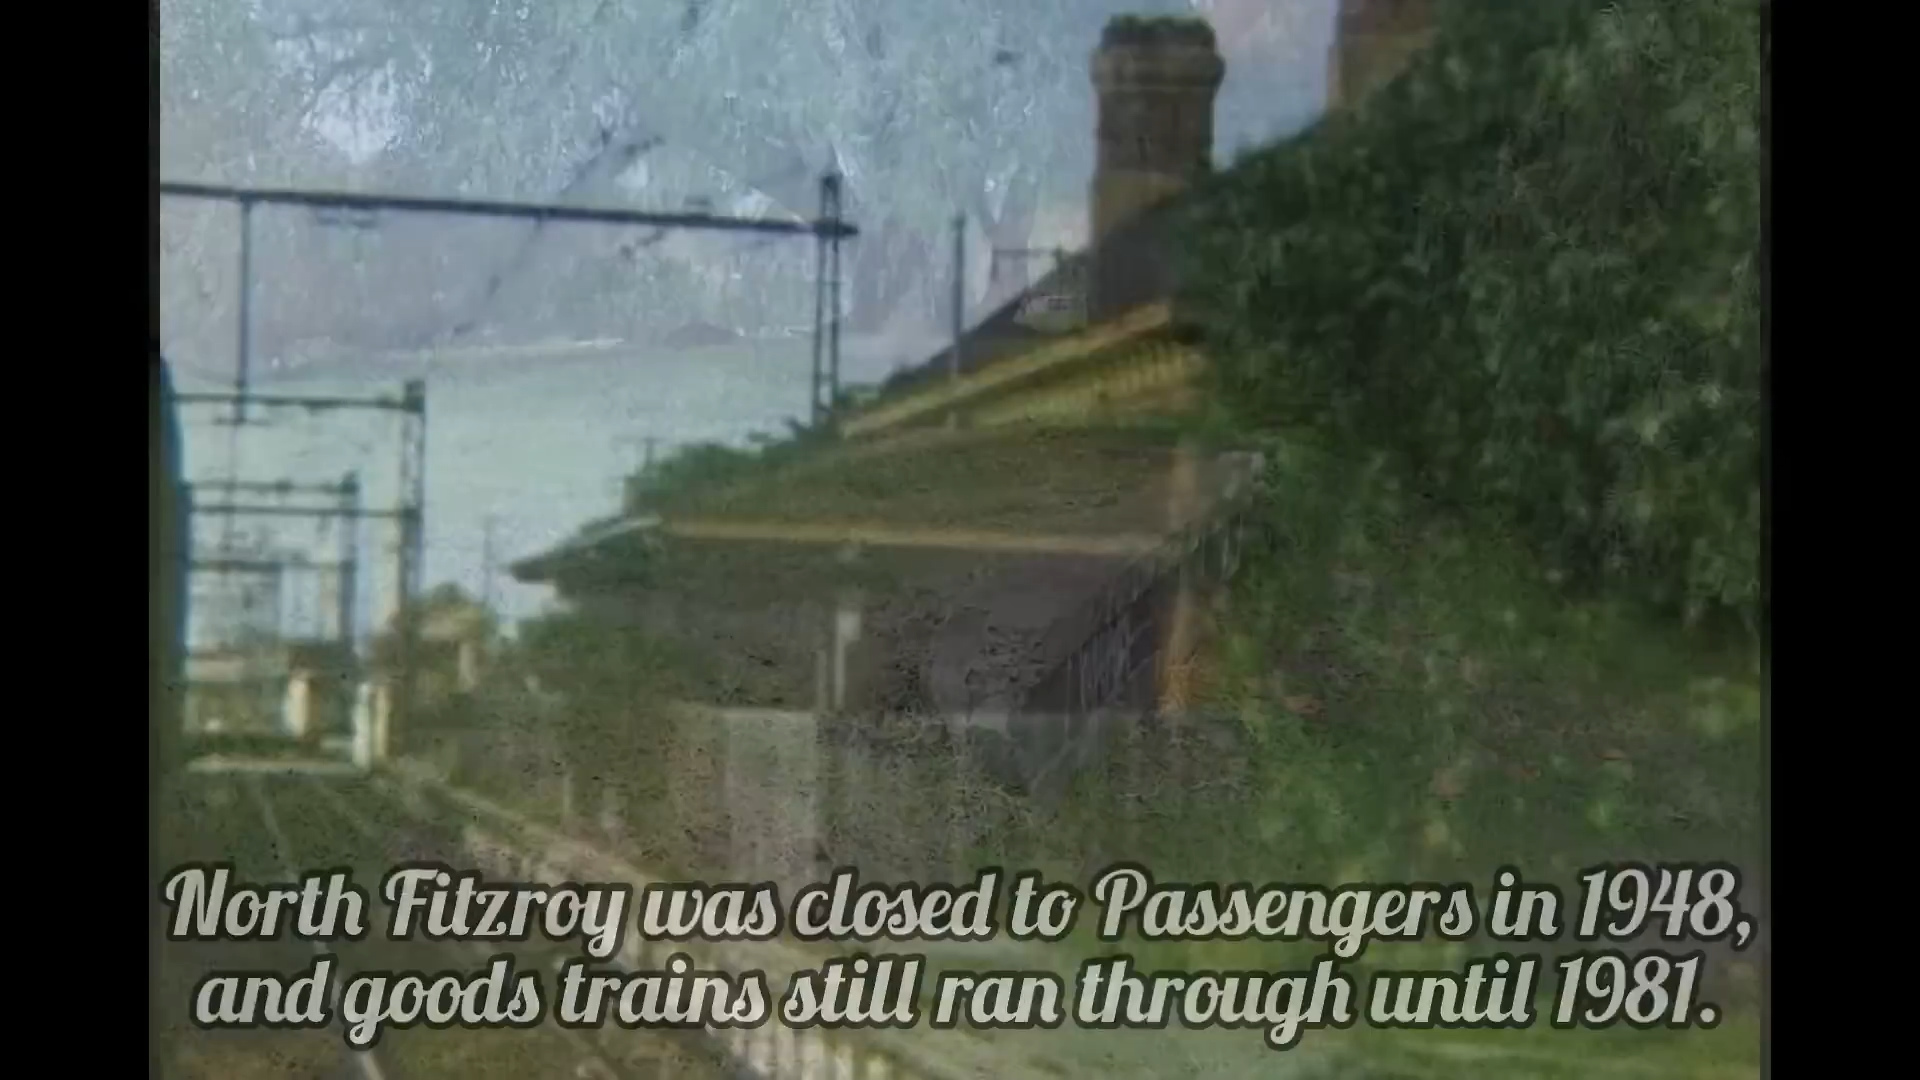 North Fitzroy was closed to Passengers in 1948,
and goods trains still ran through until 1981.